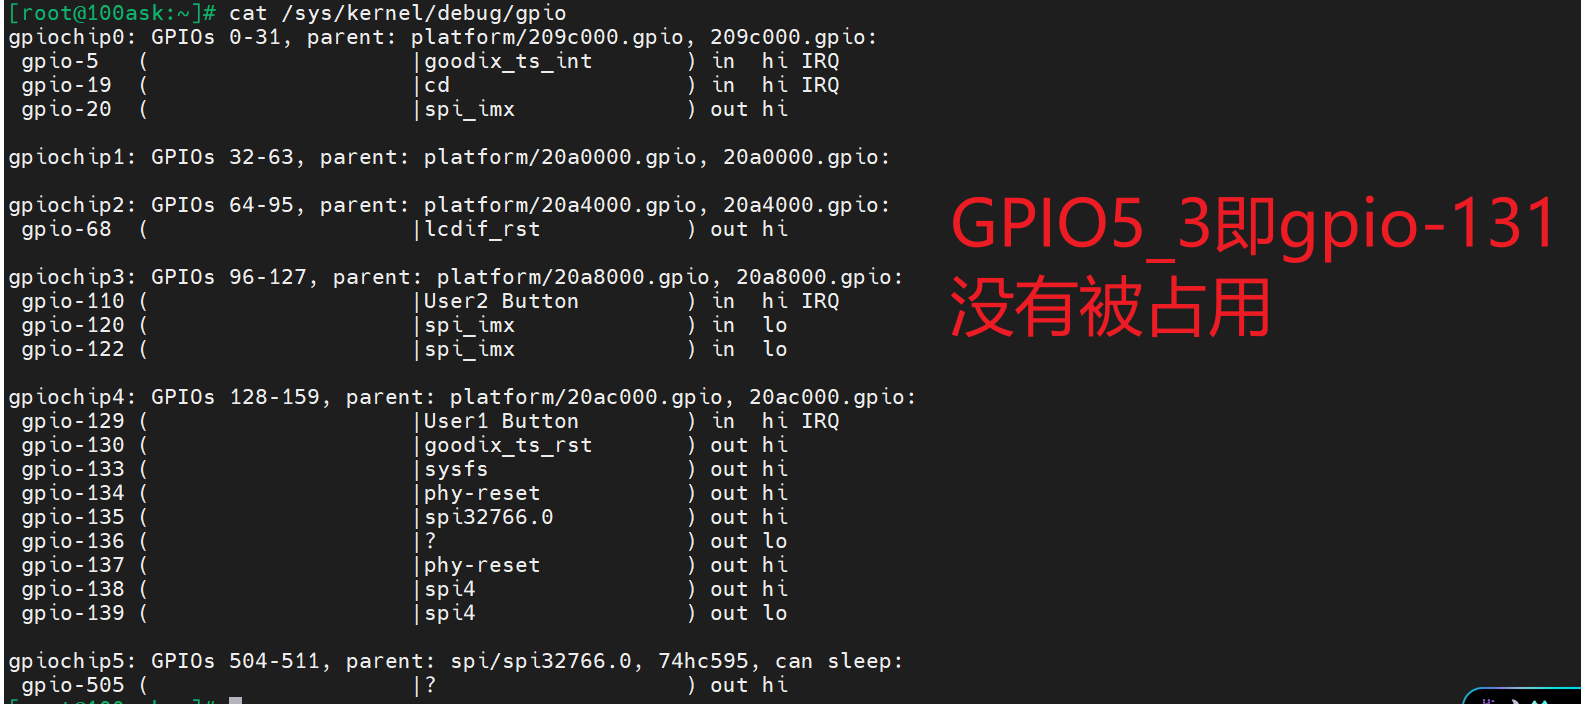 [root@100ask:~]# cat /sys/kernel/debug/gpio
gpiochip0: GPIOs 0-31, parent: platform/209c000.gpio, 209c000.gpio:
 gpio-5   (                    |goodix_ts_int       ) in  hi IRQ
 gpio-19  (                    |cd                  ) in  hi IRQ
 gpio-20  (                    |spi_imx             ) out hi
gpiochip1: GPIOs 32-63, parent: platform/20a0000.gpio, 20a0000.gpio:
gpiochip2: GPIOs 64-95, parent: platform/20a4000.gpio, 20a4000.gpio:
 gpio-68  (                    |lcdif_rst           ) out hi
gpiochip3: GPIOs 96-127, parent: platform/20a8000.gpio, 20a8000.gpio:
 gpio-110 (                    |User2 Button        ) in  hi IRQ
 gpio-120 (                    |spi_imx             ) in  lo
 gpio-122 (                    |spi_imx             ) in  lo
gpiochip4: GPIOs 128-159, parent: platform/20ac000.gpio, 20ac000.gpio:
 gpio-129 (                    |User1 Button        ) in  hi IRQ
 gpio-130 (                    |goodix_ts_rst       ) out hi
 gpio-133 (                    |sysfs               ) out hi
 gpio-134 (                    |phy-reset           ) out hi
 gpio-135 (                    |spi32766.0          ) out hi
 gpio-136 (                    |?                   ) out lo
 gpio-137 (                    |phy-reset           ) out hi
 gpio-138 (                    |spi4                ) out hi
 gpio-139 (                    |spi4                ) out lo
gpiochip5: GPIOs 504-511, parent: spi/spi32766.0, 74hc595, can sleep:
 gpio-505 (                    |?                   ) out hi
GPIO5_3即gpio-131
没有被占用